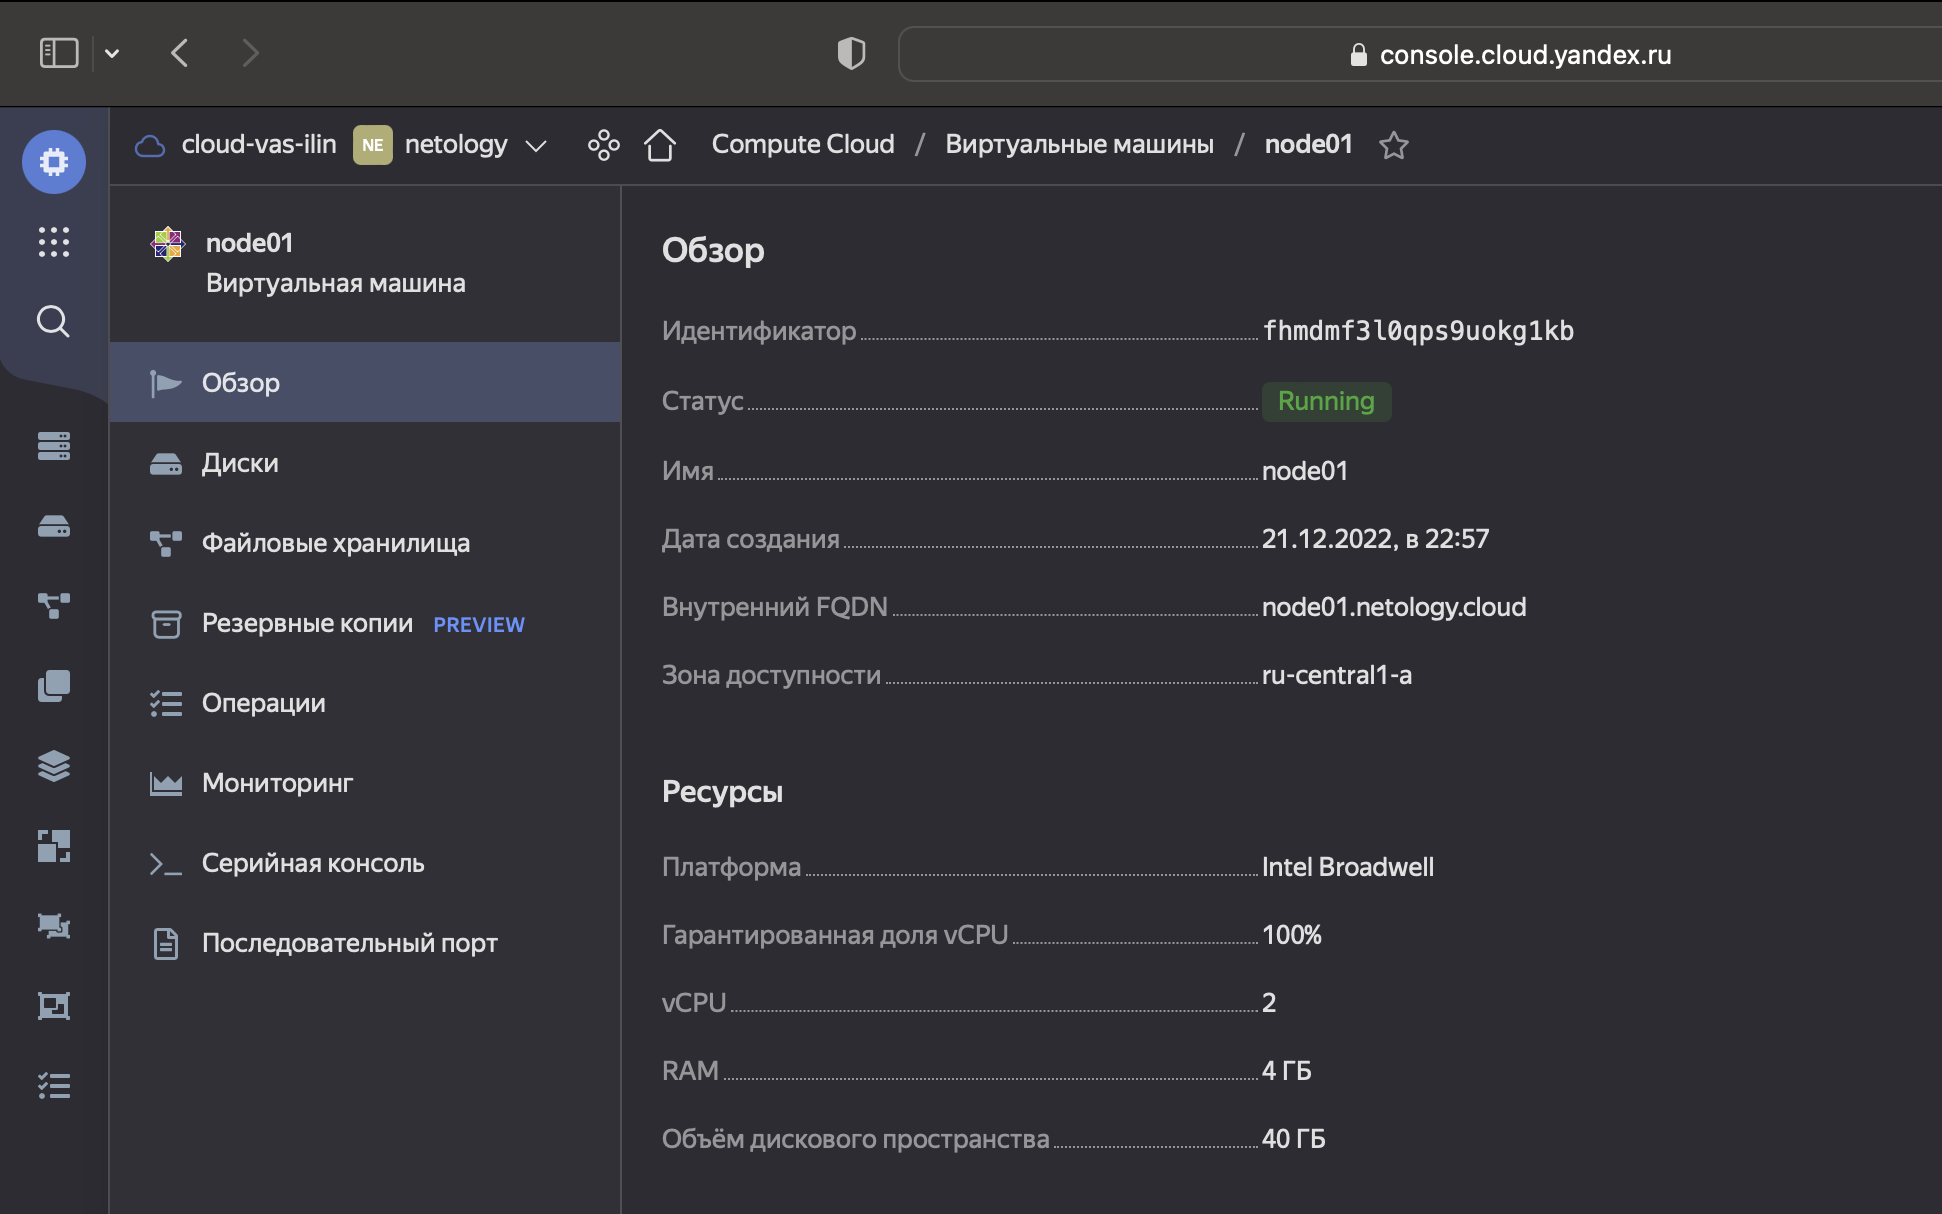 console.cloud.yandex.ru
cloud-vas-ilin NE netology Compute Cloud / Виртуальные машины / node01
node01
Виртуальная машина
Обзор
Диски
Файловые хранилища
Резервные копии PREVIEW
Операции
Мониторинг
Серийная консоль
Последовательный порт
Обзор
Идентификатор fhmdmf3l0qps9uokg1kb
Статус Running
Имя node01
Дата создания 21.12.2022, в 22:57
Внутренний FQDN node01.netology.cloud
Зона доступности ru-central1-a
Ресурсы
Платформа Intel Broadwell
Гарантированная доля vCPU 100%
vCPU 2
RAM 4 ГБ
Объём дискового пространства 40 ГБ